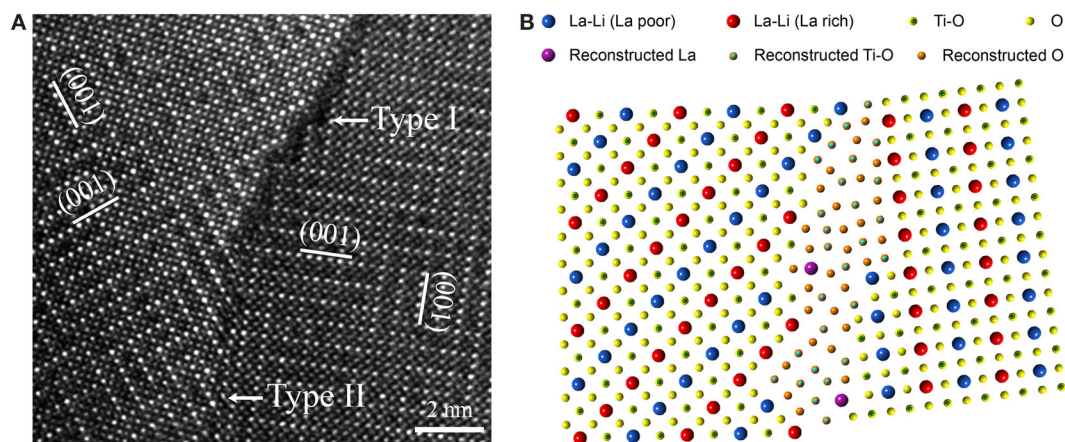 A
(001)
(001)
Type I
(001)
(001)
Type II
2 nm
B
La-Li (La poor) La-Li (La rich) Ti-O O
Reconstructed La Reconstructed Ti-O Reconstructed O